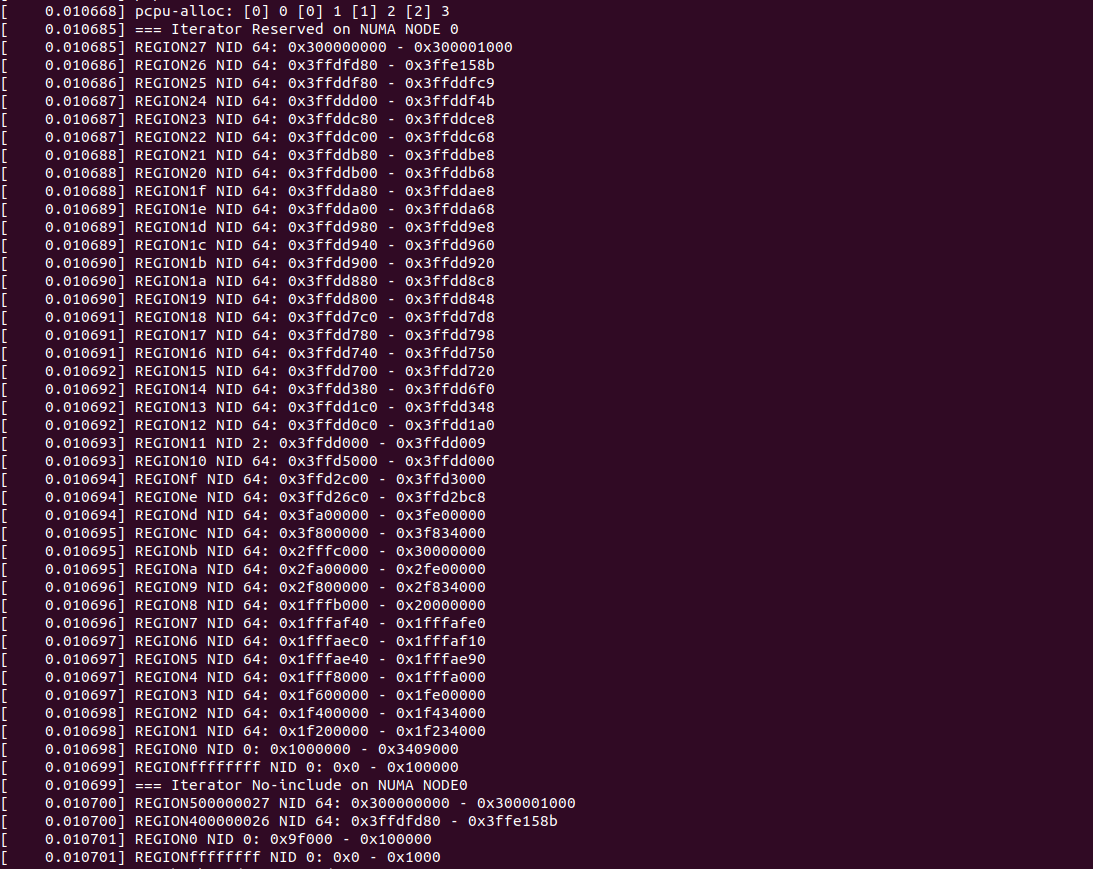 [    0.010668] pcpu-alloc: [0] 0 [0] 1 [1] 2 [2] 3
[    0.010685] === Iterator Reserved on NUMA NODE 0
[    0.010685] REGION27 NID 64: 0x300000000 - 0x300001000
[    0.010686] REGION26 NID 64: 0x3ffdfd80 - 0x3ffe158b
[    0.010686] REGION25 NID 64: 0x3ffddf80 - 0x3ffddfc9
[    0.010687] REGION24 NID 64: 0x3ffddd00 - 0x3ffddf4b
[    0.010687] REGION23 NID 64: 0x3ffddc80 - 0x3ffddce8
[    0.010687] REGION22 NID 64: 0x3ffddc00 - 0x3ffddc68
[    0.010688] REGION21 NID 64: 0x3ffddb80 - 0x3ffddbe8
[    0.010688] REGION20 NID 64: 0x3ffddb00 - 0x3ffddb68
[    0.010688] REGION1f NID 64: 0x3ffdda80 - 0x3ffddae8
[    0.010689] REGION1e NID 64: 0x3ffdda00 - 0x3ffdda68
[    0.010689] REGION1d NID 64: 0x3ffdd980 - 0x3ffdd9e8
[    0.010689] REGION1c NID 64: 0x3ffdd940 - 0x3ffdd960
[    0.010690] REGION1b NID 64: 0x3ffdd900 - 0x3ffdd920
[    0.010690] REGION1a NID 64: 0x3ffdd880 - 0x3ffdd8c8
[    0.010690] REGION19 NID 64: 0x3ffdd800 - 0x3ffdd848
[    0.010691] REGION18 NID 64: 0x3ffdd7c0 - 0x3ffdd7d8
[    0.010691] REGION17 NID 64: 0x3ffdd780 - 0x3ffdd798
[    0.010691] REGION16 NID 64: 0x3ffdd740 - 0x3ffdd750
[    0.010692] REGION15 NID 64: 0x3ffdd700 - 0x3ffdd720
[    0.010692] REGION14 NID 64: 0x3ffdd380 - 0x3ffdd6f0
[    0.010692] REGION13 NID 64: 0x3ffdd1c0 - 0x3ffdd348
[    0.010692] REGION12 NID 64: 0x3ffdd0c0 - 0x3ffdd1a0
[    0.010693] REGION11 NID 2: 0x3ffdd000 - 0x3ffdd009
[    0.010693] REGION10 NID 64: 0x3ffd5000 - 0x3ffdd000
[    0.010694] REGIONf NID 64: 0x3ffd2c00 - 0x3ffd3000
[    0.010694] REGIONe NID 64: 0x3ffd26c0 - 0x3ffd2bc8
[    0.010694] REGIONd NID 64: 0x3fa00000 - 0x3fe00000
[    0.010695] REGIONc NID 64: 0x3f800000 - 0x3f834000
[    0.010695] REGIONb NID 64: 0x2fffc000 - 0x30000000
[    0.010695] REGIONa NID 64: 0x2fa00000 - 0x2fe00000
[    0.010696] REGION9 NID 64: 0x2f800000 - 0x2f834000
[    0.010696] REGION8 NID 64: 0x1fffb000 - 0x20000000
[    0.010696] REGION7 NID 64: 0x1fffaf40 - 0x1fffafe0
[    0.010697] REGION6 NID 64: 0x1fffaec0 - 0x1fffaf10
[    0.010697] REGION5 NID 64: 0x1fffae40 - 0x1fffae90
[    0.010697] REGION4 NID 64: 0x1fff8000 - 0x1fffa000
[    0.010697] REGION3 NID 64: 0x1f600000 - 0x1fe00000
[    0.010698] REGION2 NID 64: 0x1f400000 - 0x1f434000
[    0.010698] REGION1 NID 64: 0x1f200000 - 0x1f234000
[    0.010698] REGION0 NID 0: 0x1000000 - 0x3409000
[    0.010699] REGIONffffffff NID 0: 0x0 - 0x100000
[    0.010699] === Iterator No-include on NUMA NODE0
[    0.010700] REGION500000027 NID 64: 0x300000000 - 0x300001000
[    0.010700] REGION400000026 NID 64: 0x3ffdfd80 - 0x3ffe158b
[    0.010701] REGION0 NID 0: 0x9f000 - 0x100000
[    0.010701] REGIONffffffff NID 0: 0x0 - 0x1000